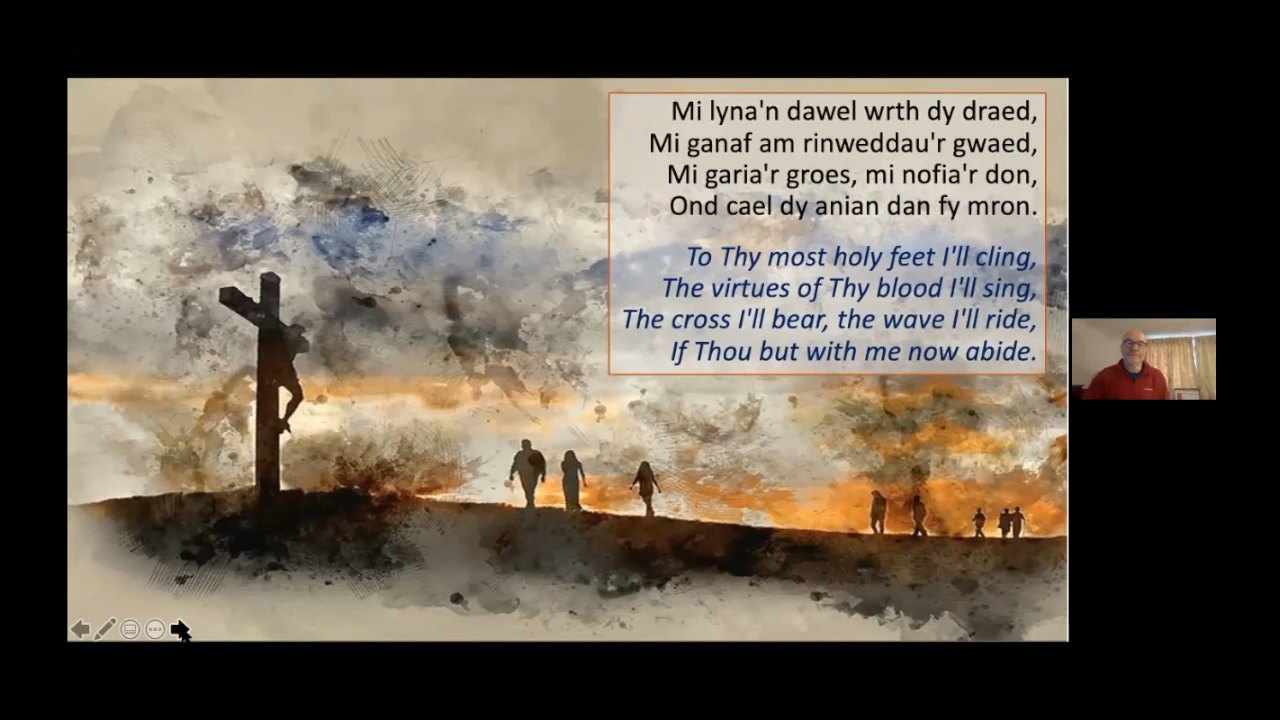 Mi lyna'n dawel wrth dy draed,
Mi ganaf am rinweddau'r gwaed,
Mi garia'r groes, mi nofia'r don,
Ond cael dy anian dan fy mron.
To Thy most holy feet I'll cling,
The virtues of Thy blood I'll sing,
The cross I'll bear, the wave I'll ride,
If Thou but with me now abide.